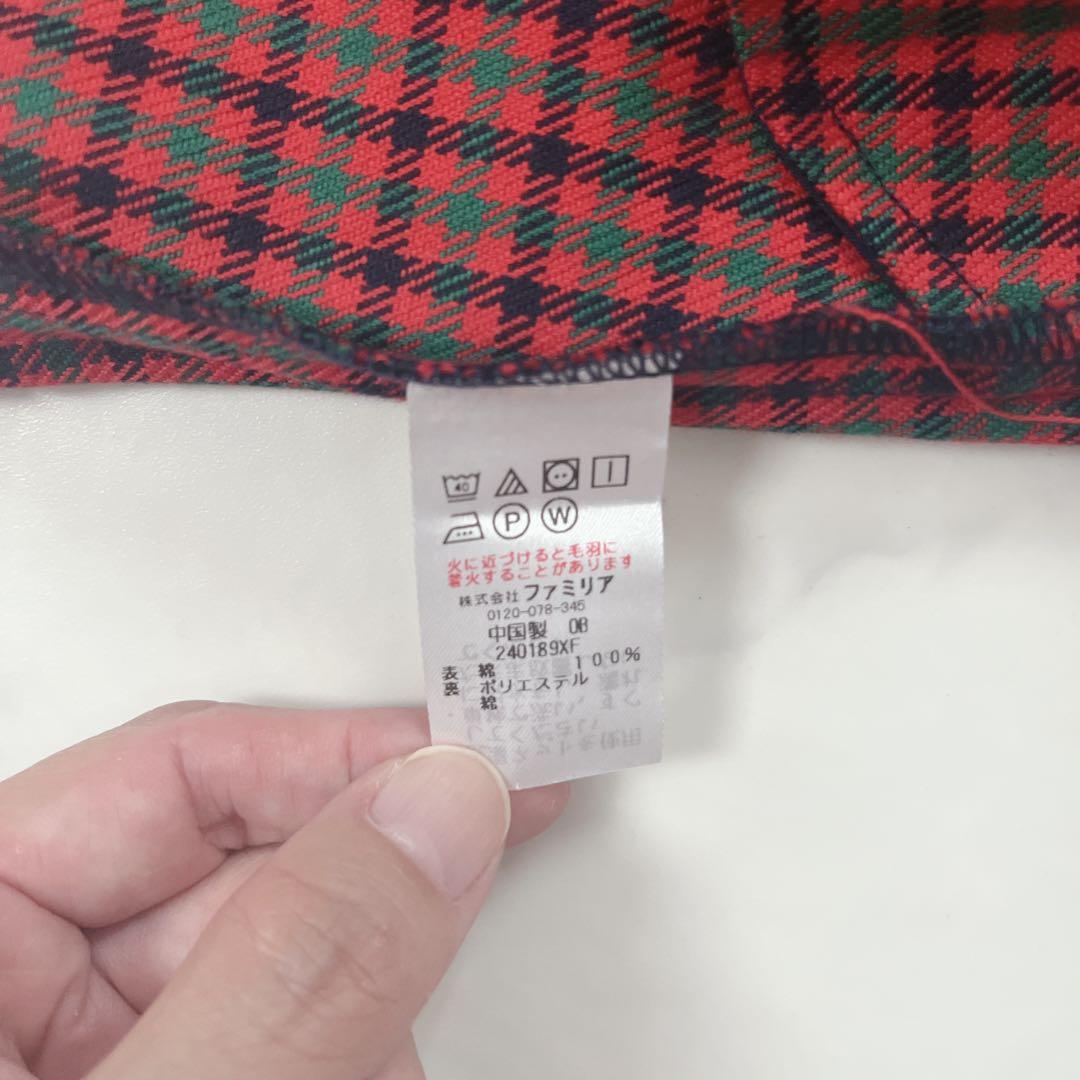 40
P W
火に近づけると毛羽に
着火することがあります
株式会社 ファミリア
0120-078-345
中国製 OB
240189XF
表 綿 100%
裏 ポリエステル
綿